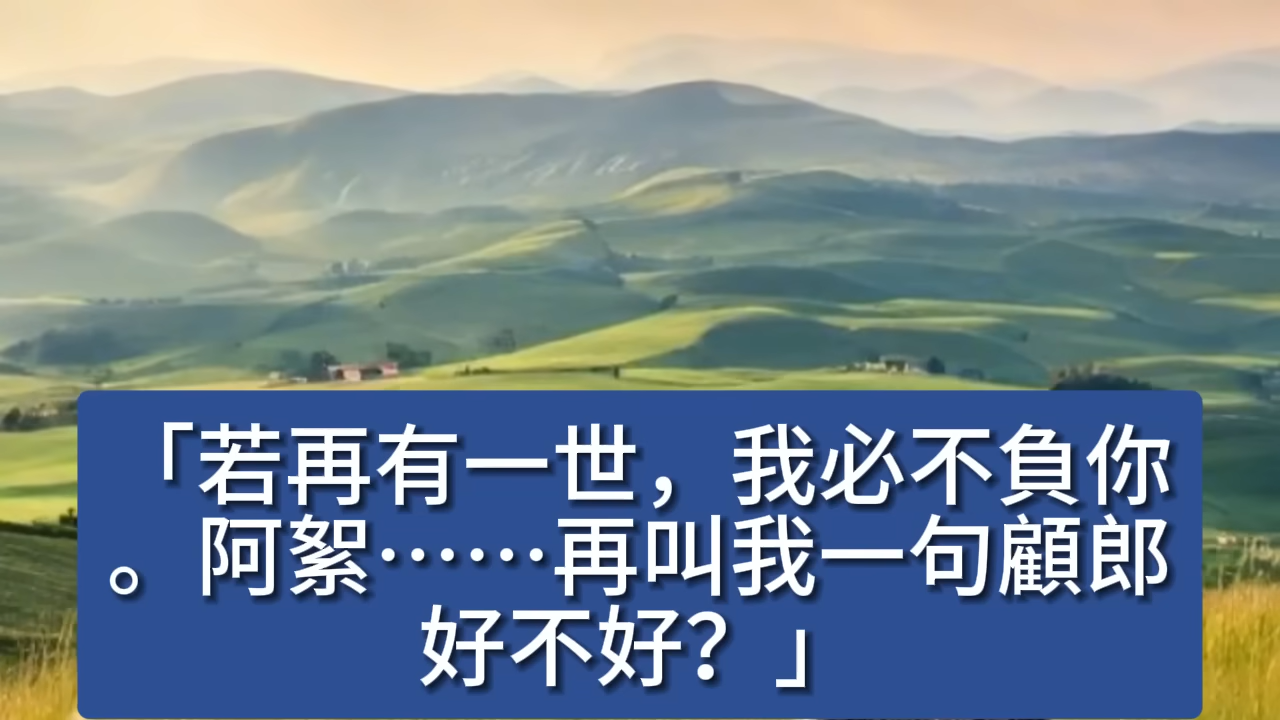 「若再有一世，我必不負你
。阿絮……再叫我一句顧郎
好不好？」